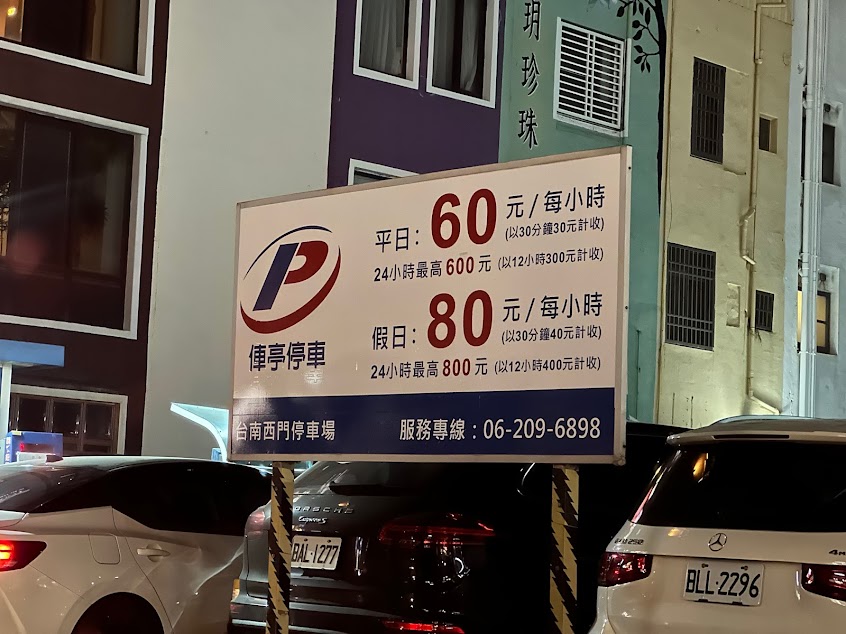 玥珍珠
平日： 60 元 / 每小時
(以30分鐘30元計收)
24小時最高 600 元 (以12小時300元計收)
假日： 80 元 / 每小時
(以30分鐘40元計收)
24小時最高 800 元 (以12小時400元計收)
P
俥亭停車
台南西門停車場 服務專線：06-209-6898
PORSCHE
Cayenne S
BAL-1277
BLL-2296